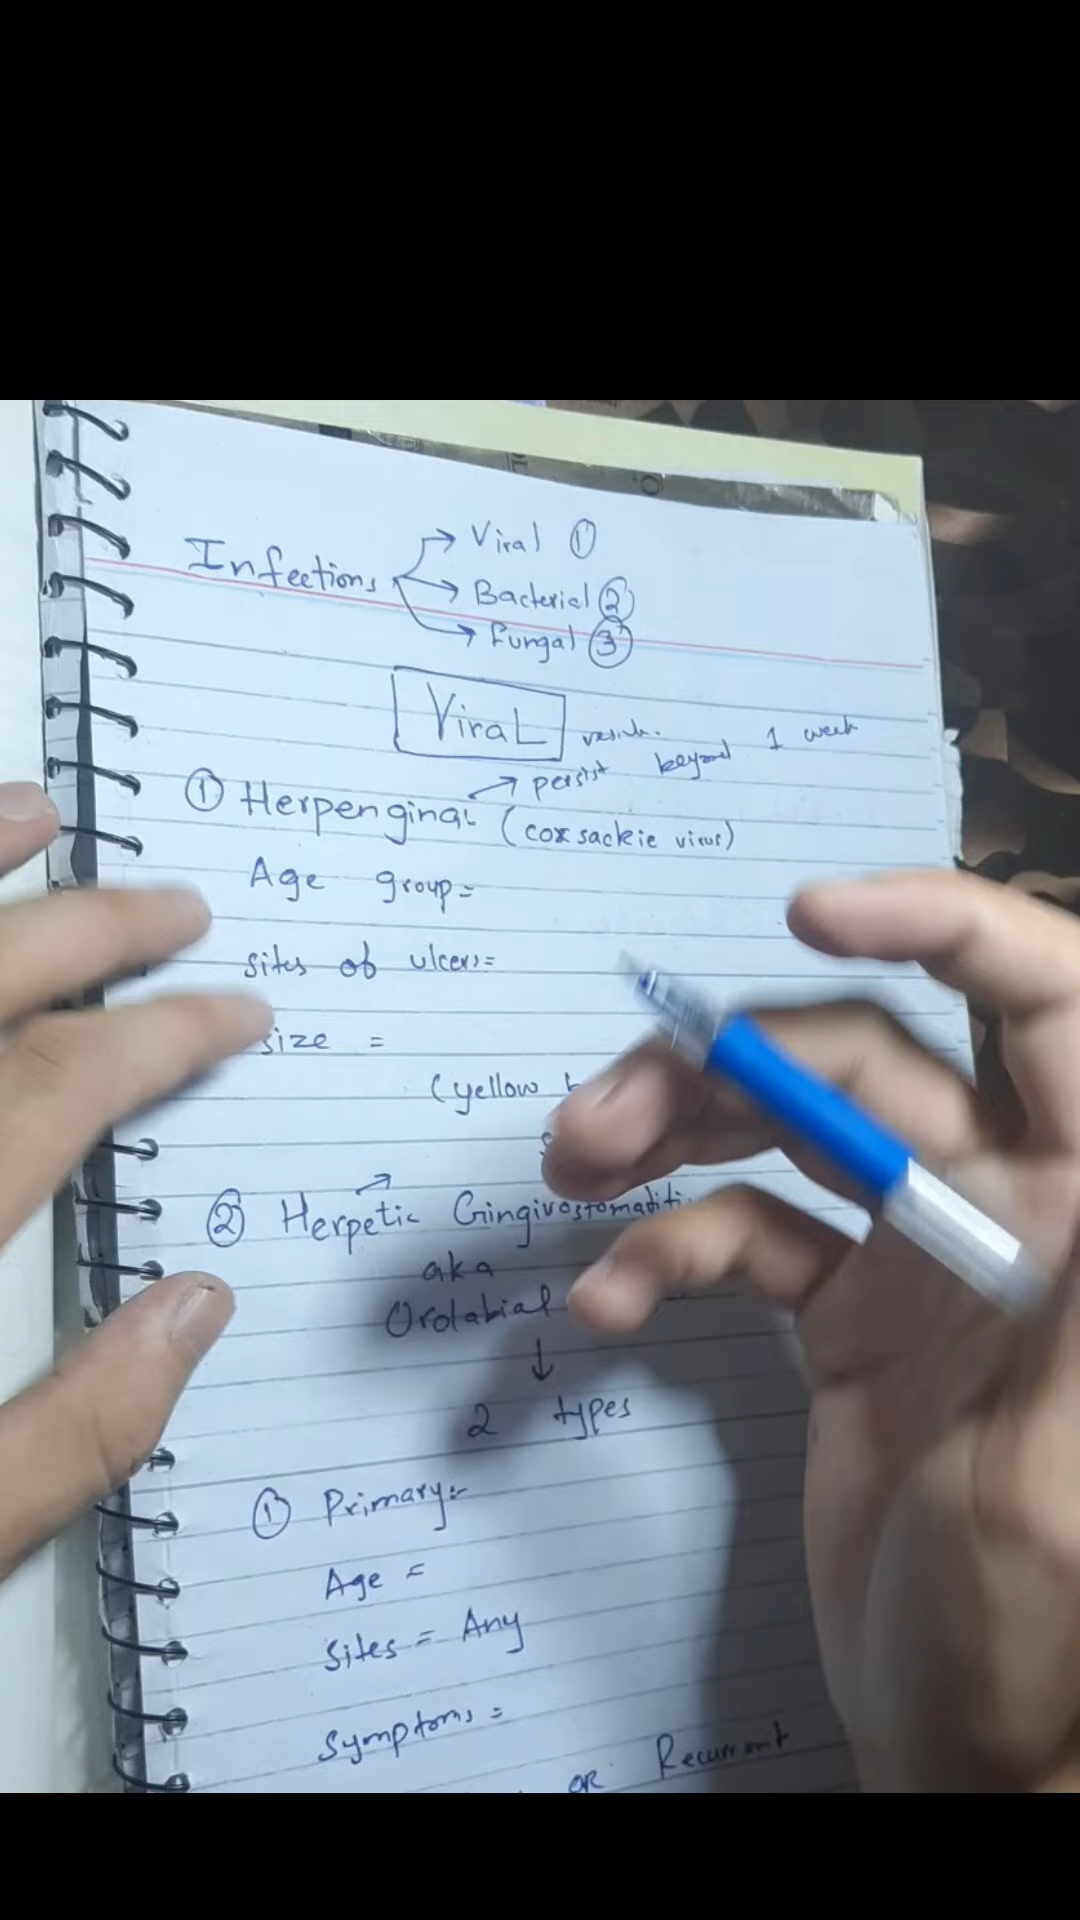 Infections → Viral ①
→ Bacterial ②
→ fungal ③
ViraL
→ persist beyond 1 week
① Herpenginal (coxsackie virus)
Age group=
Sites of ulcers=
size =
(yellow
② Herpetic Gingivostomatiti
aka
Orolabial
↓
2 types
① Primary:-
Age =
Sites = Any
Symptoms =
OR Recurrent